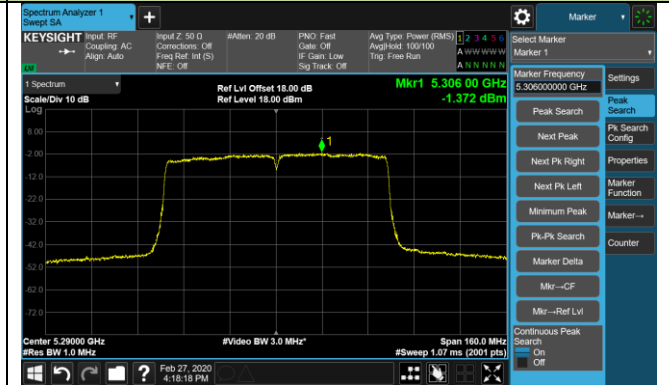 Spectrum Analyzer 1
Swept SA
Marker
KEYSIGHT
Input: RF
Coupling: AC
Align: Auto
Input Z: 50 Ω
Corrections: Off
Freq Ref: Int (S)
NFE: Off
#Atten: 20 dB
PNO: Fast
Gate: Off
IF Gain: Low
Sig Track: Off
Avg Type: Power (RMS)
Avg|Hold: 100/100
Trig: Free Run
1 2 3 4 5 6
A W W W W W
A N N N N N
LV
Select Marker
Marker 1
1 Spectrum
Scale/Div 10 dB
Log
Ref Lvl Offset 18.00 dB
Ref Level 18.00 dBm
Mkr1 5.306 00 GHz
-1.372 dBm
8.00
-2.00
-12.0
-22.0
-32.0
-42.0
-52.0
-62.0
-72.0
1
Center 5.29000 GHz
#Res BW 1.0 MHz
#Video BW 3.0 MHz*
Span 160.0 MHz
#Sweep 1.07 ms (2001 pts)
Marker Frequency
5.306000000 GHz
Peak Search
Next Peak
Next Pk Right
Next Pk Left
Minimum Peak
Pk-Pk Search
Marker Delta
Mkr→CF
Mkr→Ref Lvl
Continuous Peak
Search
On
Off
Settings
Peak
Search
Pk Search
Config
Properties
Marker
Function
Marker→
Counter
Feb 27, 2020
4:18:18 PM